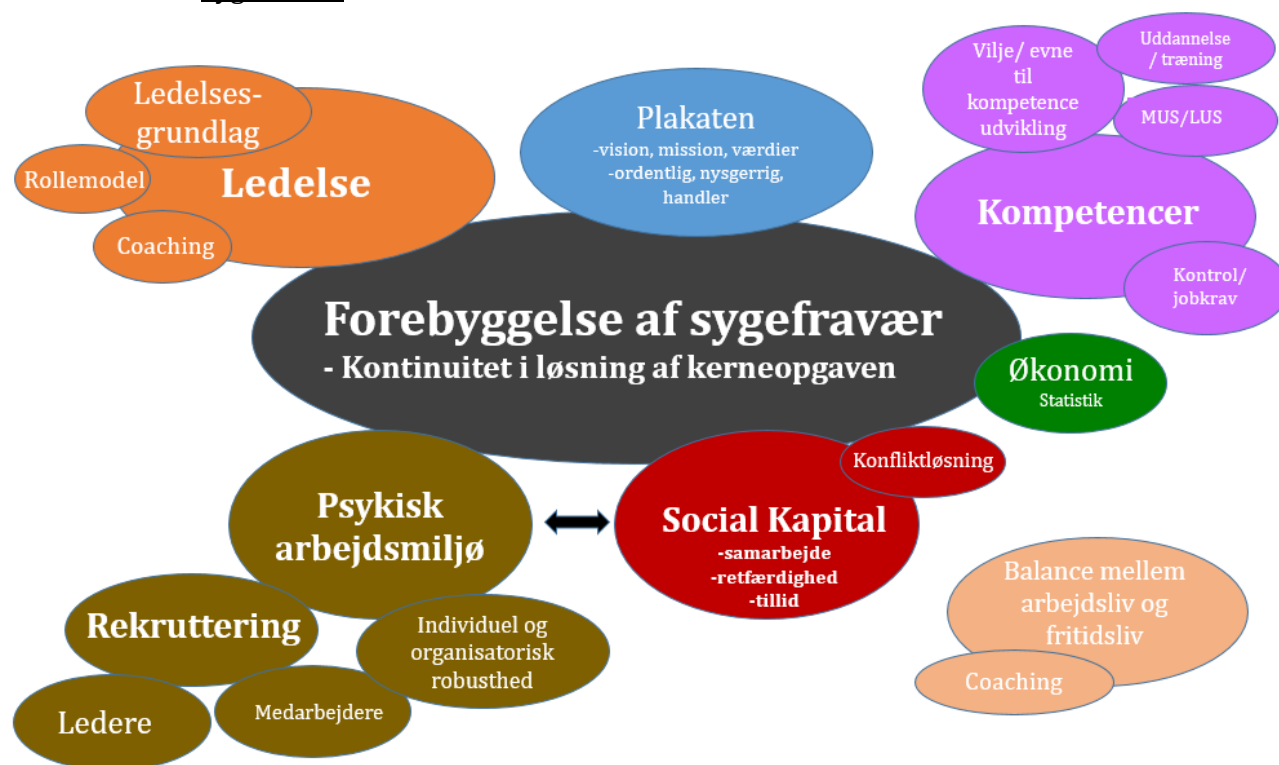 Ledelses-
grundlag
Rollemodel
Ledelse
Coaching
Plakaten
-vision, mission, værdier
-ordentlig, nysgerrig,
handler
Vilje/ evne
til
kompetence
udvikling
Uddannelse
/ træning
MUS/LUS
Kompetencer
Kontrol/
jobkrav
Forebyggelse af sygefravær
- Kontinuitet i løsning af kerneopgaven
Økonomi
Statistik
Psykisk
arbejdsmiljø
Konfliktløsning
Social Kapital
-samarbejde
-retfærdighed
-tillid
Rekruttering
Individuel og
organisatorisk
robusthed
Ledere
Medarbejdere
Balance mellem
arbejdsliv og
fritidsliv
Coaching